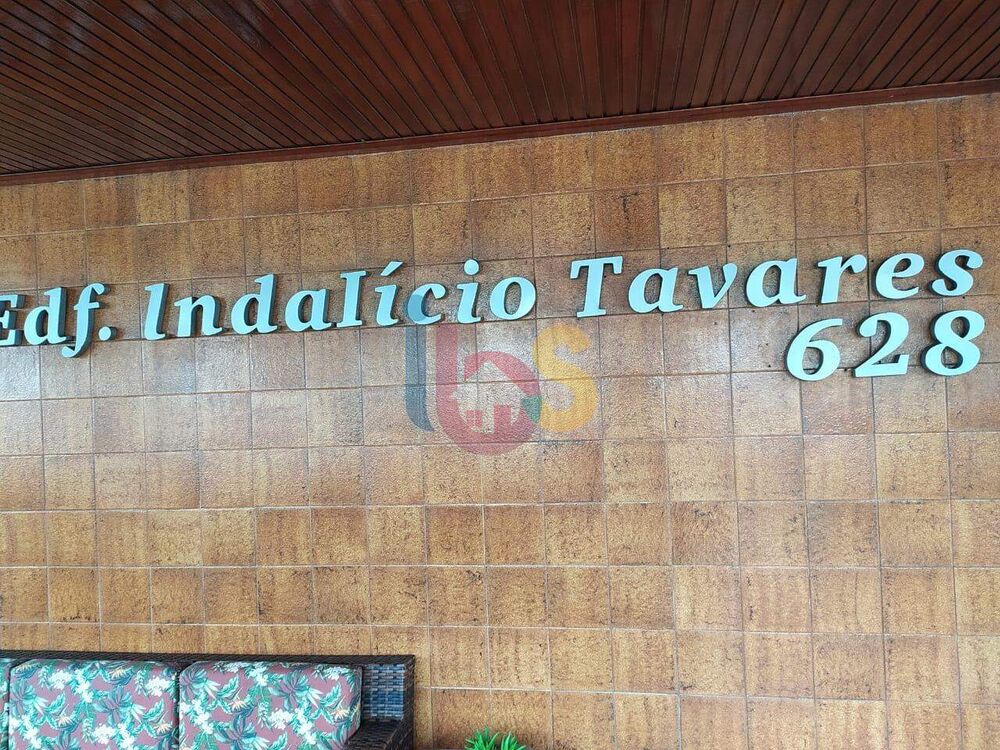 Edf. Indalício Tavares
628